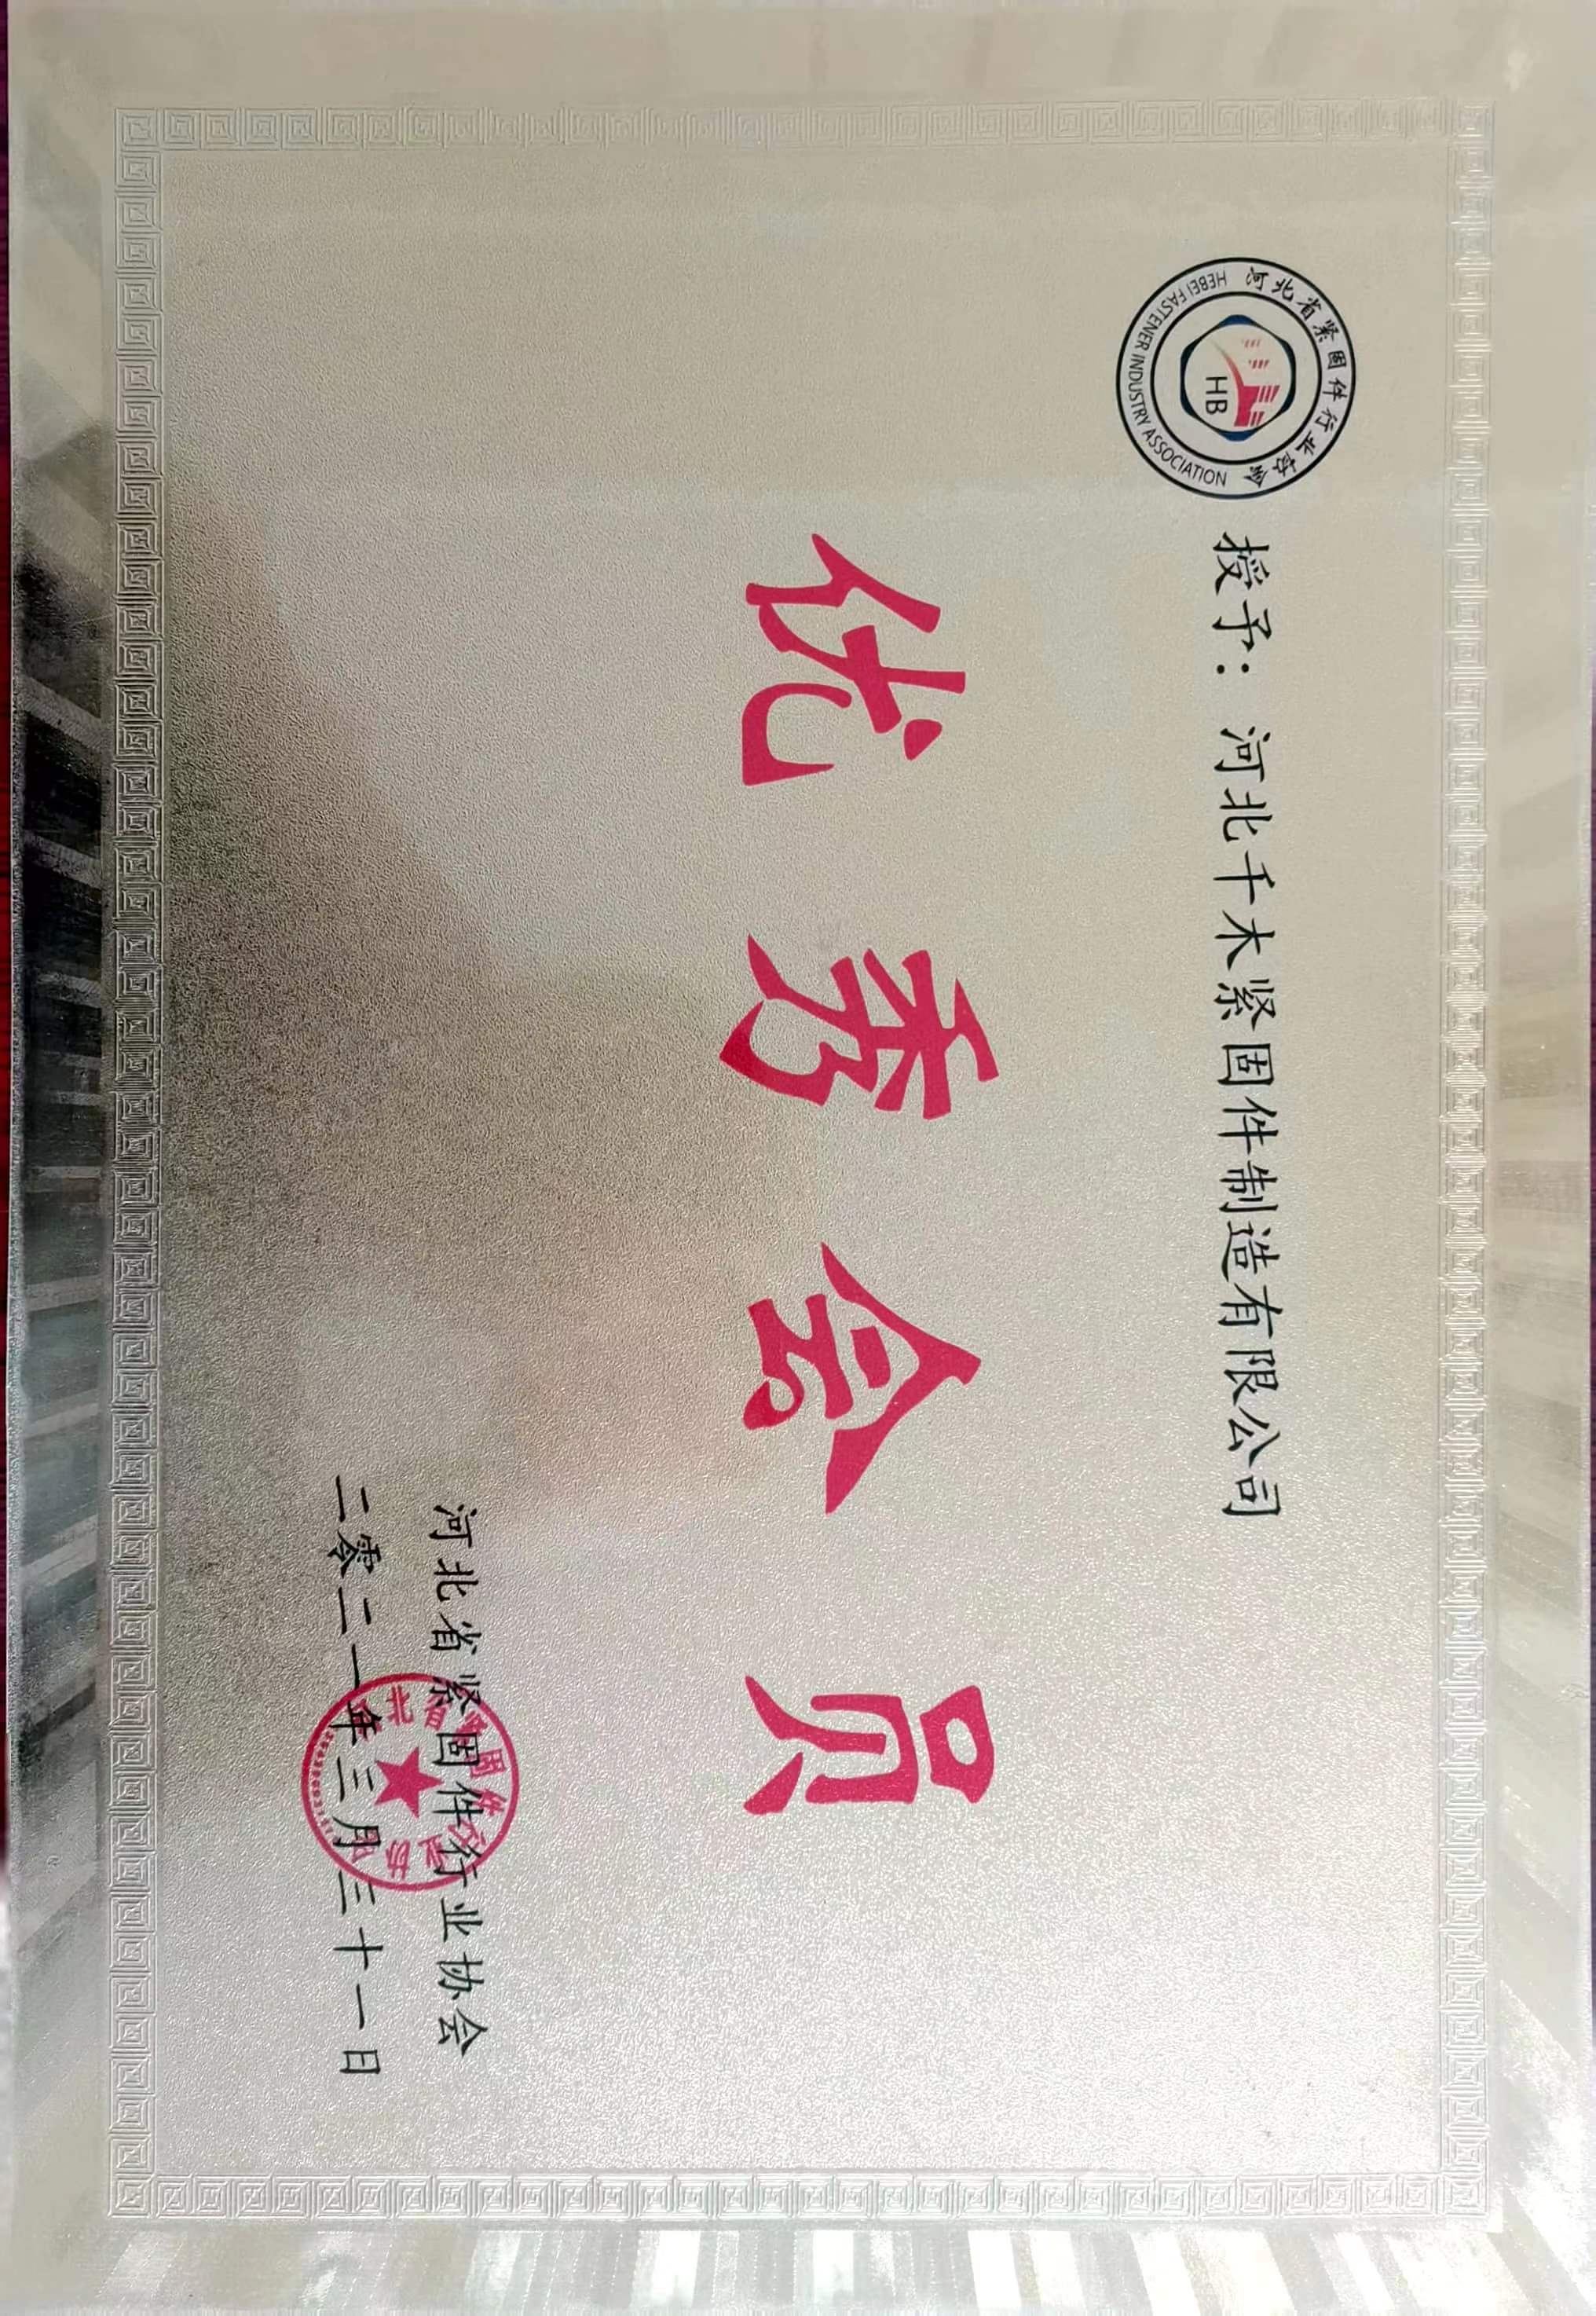 河北省紧固件行业协会
HEBEI FASTENER INDUSTRY ASSOCIATION
HB
授予：河北千木紧固件制造有限公司
优秀会员
河北省紧固件行业协会
二零二一年三月三十一日